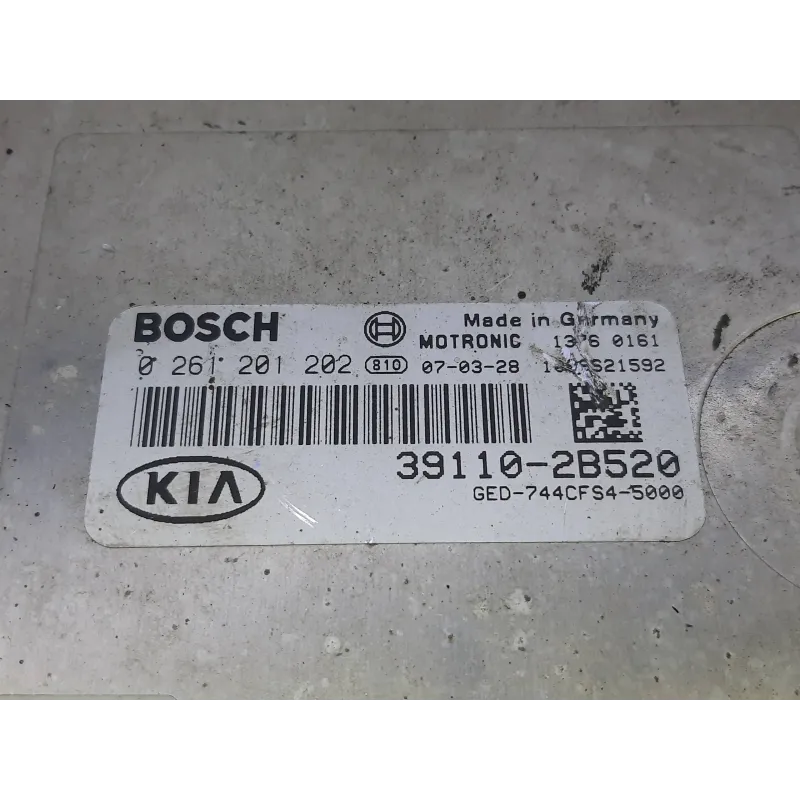 BOSCH
Made in Germany
MOTRONIC 0161
0 261 201 202 810 07-03-28
39110-2B520
KIA
GED-744CFS4-5000